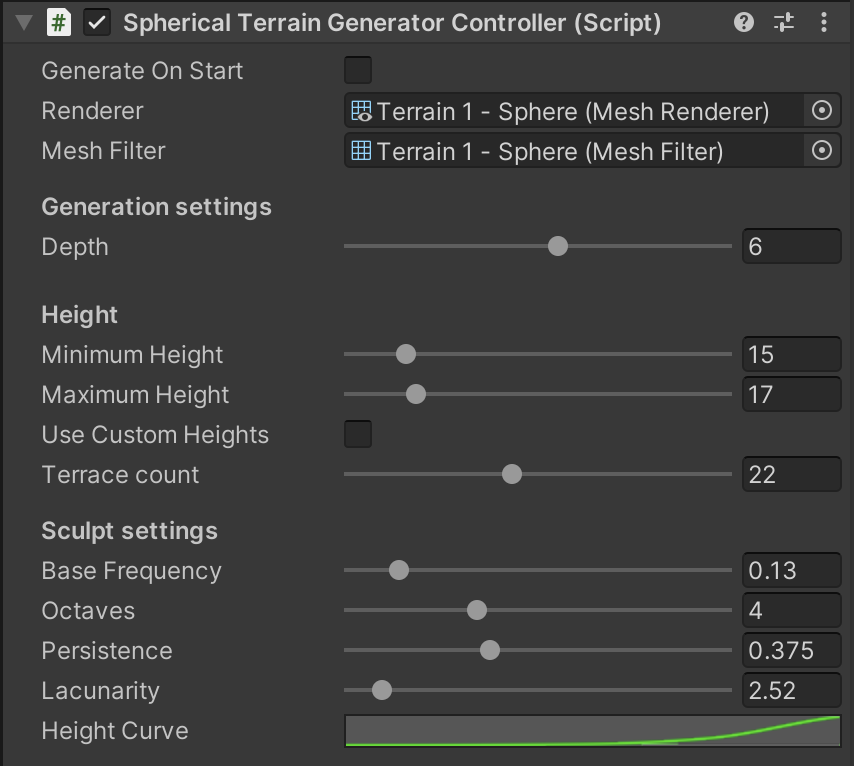 Spherical Terrain Generator Controller (Script)
Generate On Start
Renderer Terrain 1 - Sphere (Mesh Renderer)
Mesh Filter Terrain 1 - Sphere (Mesh Filter)
Generation settings
Depth 6
Height
Minimum Height 15
Maximum Height 17
Use Custom Heights
Terrace count 22
Sculpt settings
Base Frequency 0.13
Octaves 4
Persistence 0.375
Lacunarity 2.52
Height Curve